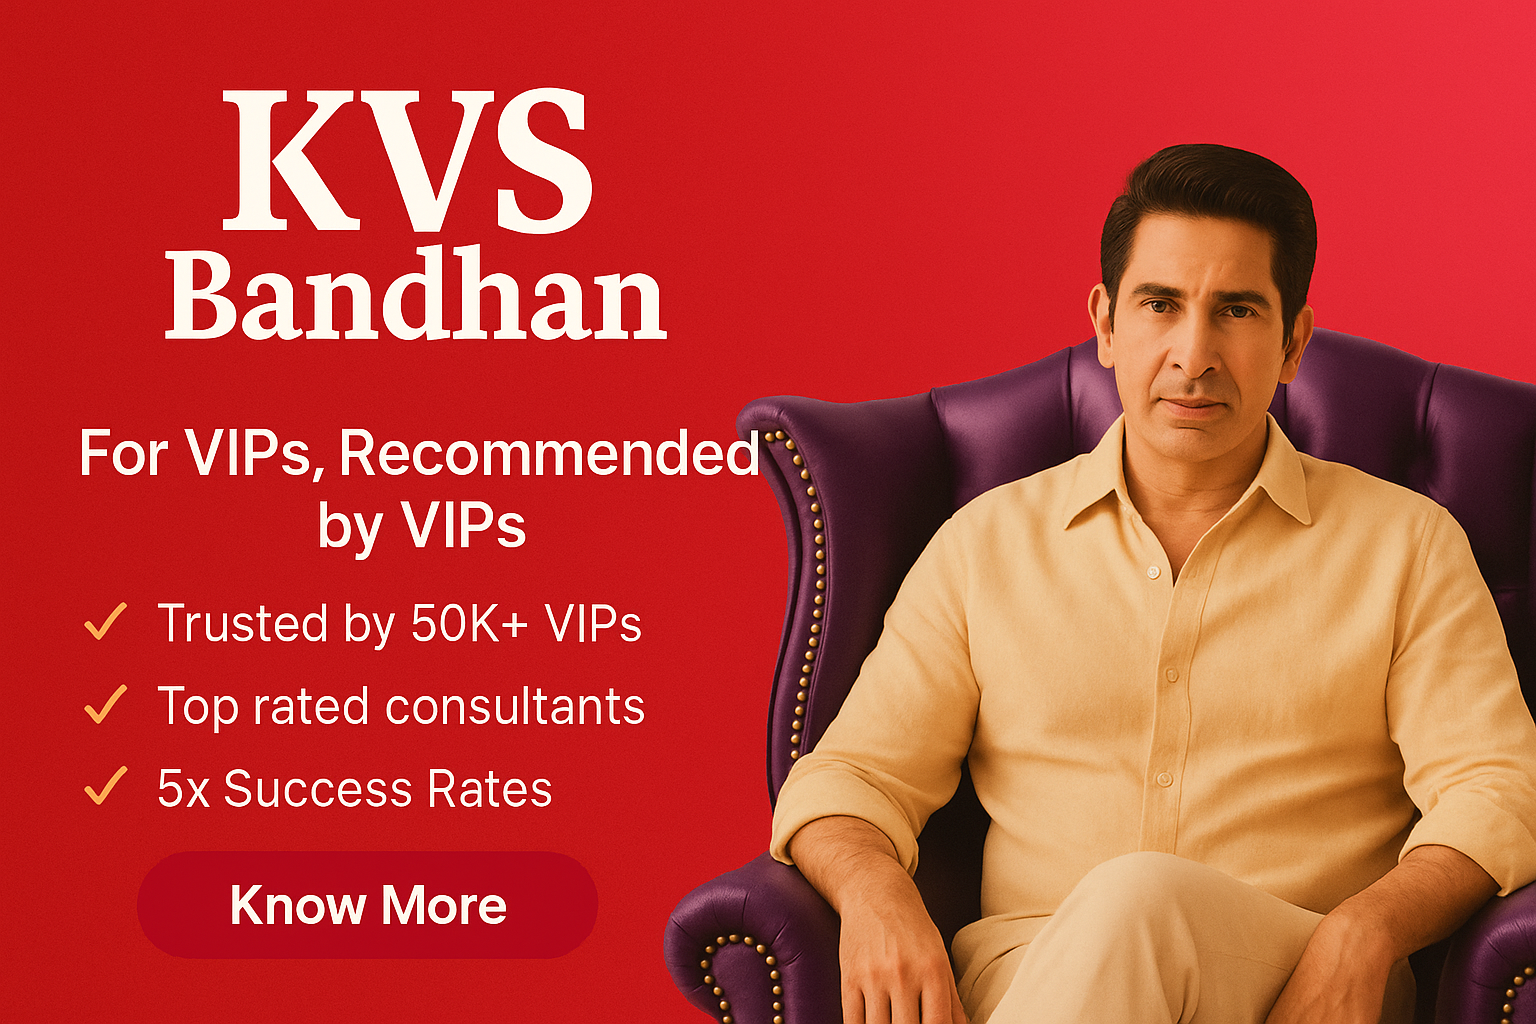 KVS
Bandhan
For VIPs, Recommended
by VIPs
Trusted by 50K+ VIPs
Top rated consultants
5x Success Rates
Know More